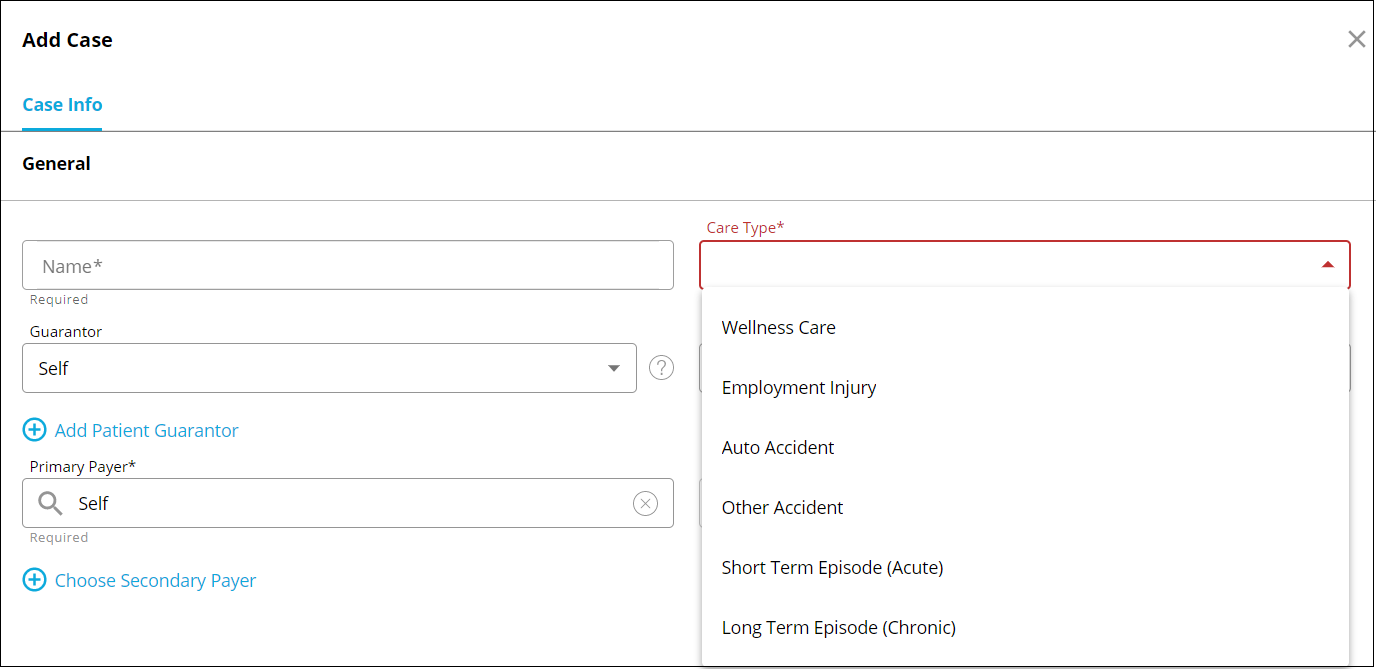 Add Case
Case Info
General
Name*
Required
Guarantor
Self
?
Add Patient Guarantor
Primary Payer*
Self
Required
Choose Secondary Payer
Care Type*
Wellness Care
Employment Injury
Auto Accident
Other Accident
Short Term Episode (Acute)
Long Term Episode (Chronic)